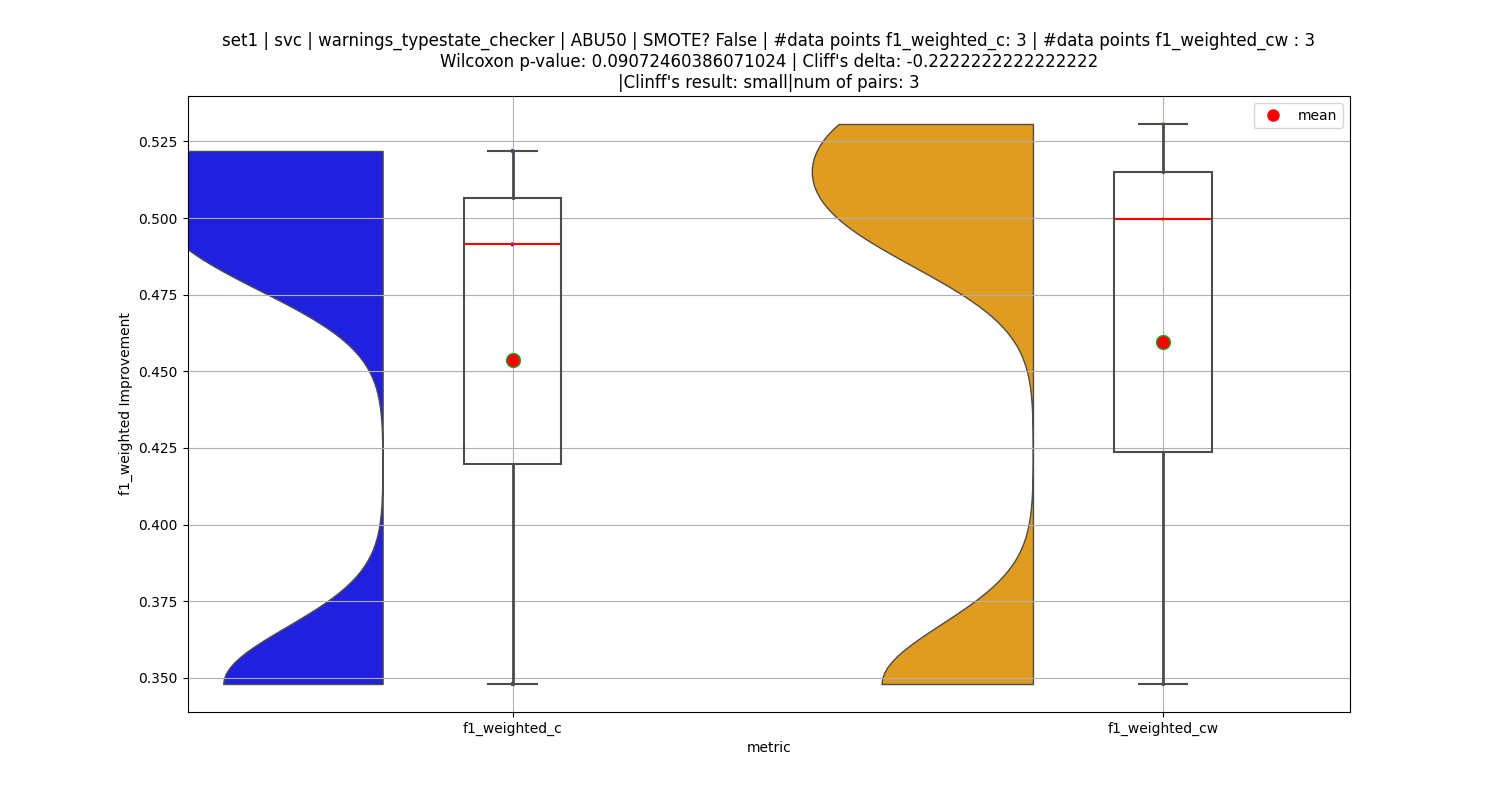 set1 | svc | warnings_typestate_checker | ABU50 | SMOTE? False | #data points f1_weighted_c: 3 | #data points f1_weighted_cw : 3
Wilcoxon p-value: 0.09072460386071024 | Cliff's delta: -0.2222222222222222
|Clinff's result: small|num of pairs: 3
mean
0.525
0.500
0.475
0.450
0.425
0.400
0.375
0.350
f1_weighted Improvement
f1_weighted_c
f1_weighted_cw
metric